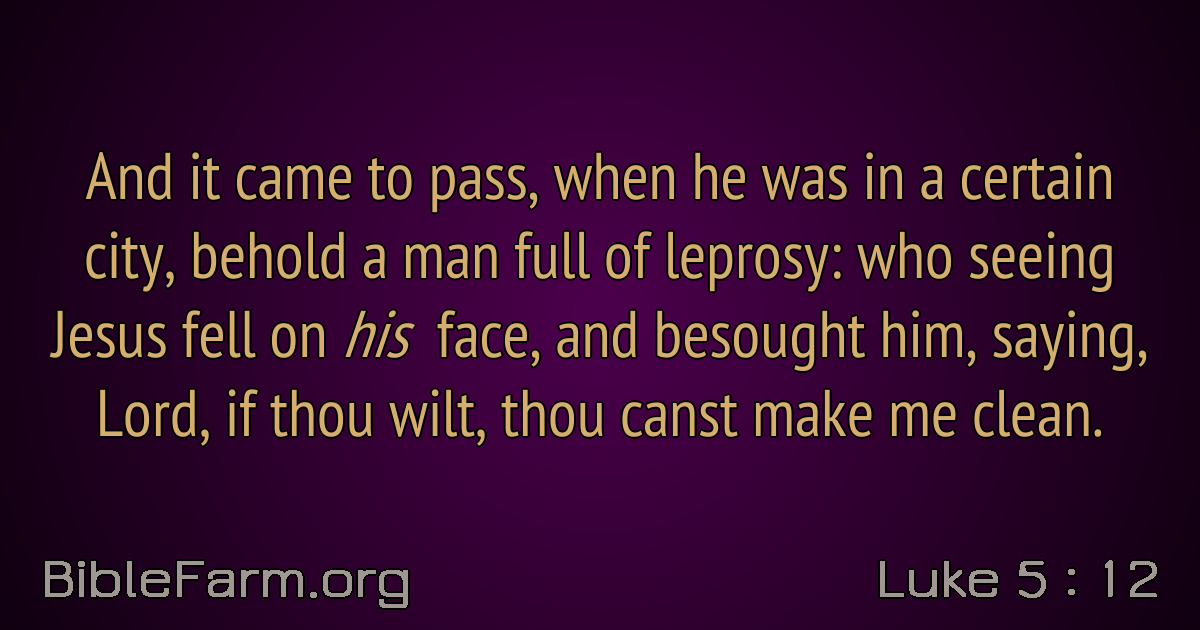 And it came to pass, when he was in a certain
city, behold a man full of leprosy: who seeing
Jesus fell on his face, and besought him, saying,
Lord, if thou wilt, thou canst make me clean.
BibleFarm.org
Luke 5 : 12